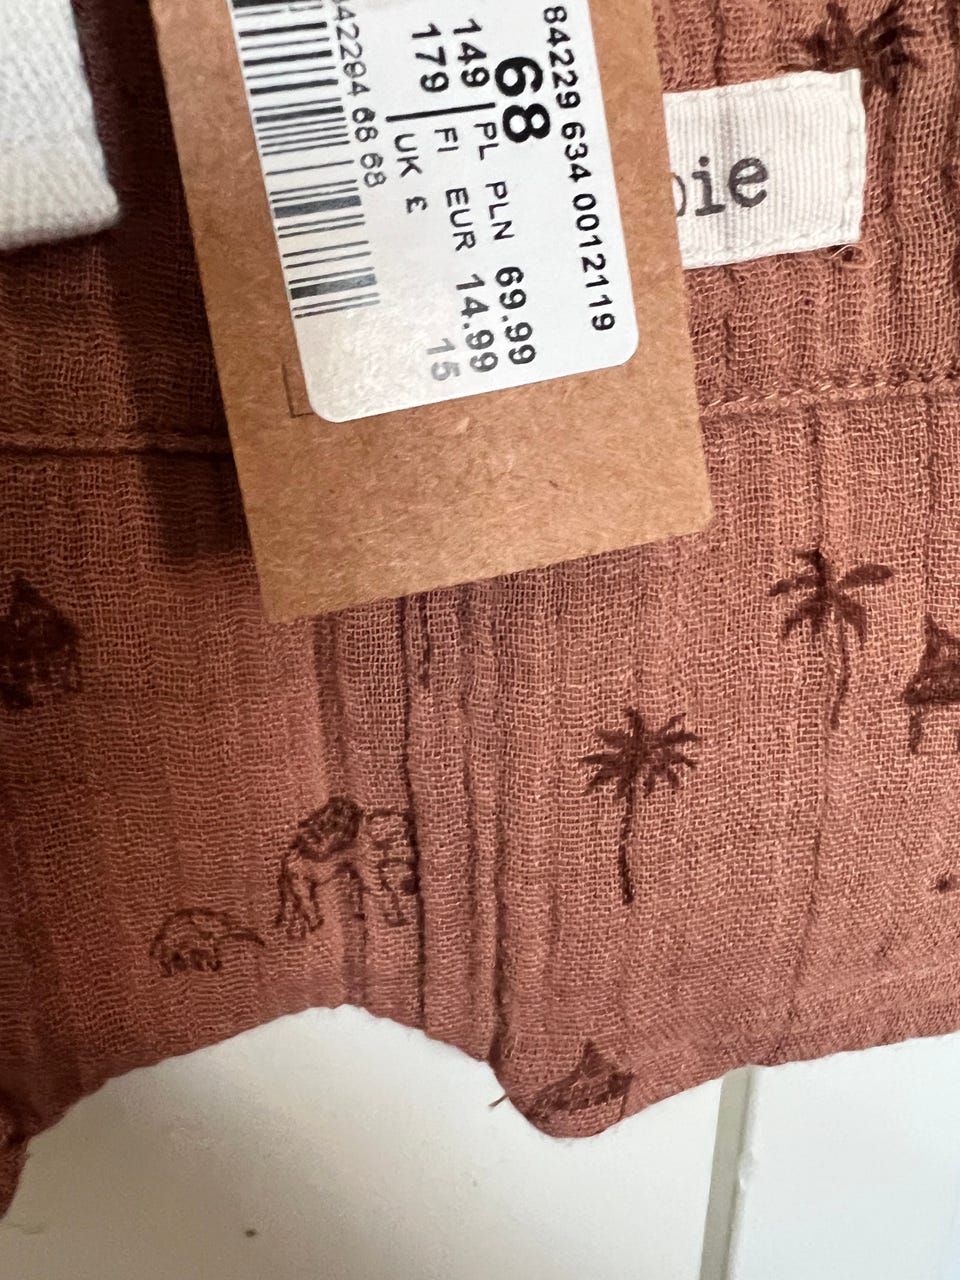 84229 634 0012119
68
149 | PL PLN 69.99
179 | FI EUR 14.99
UK £ 15
842284 68 68
ie